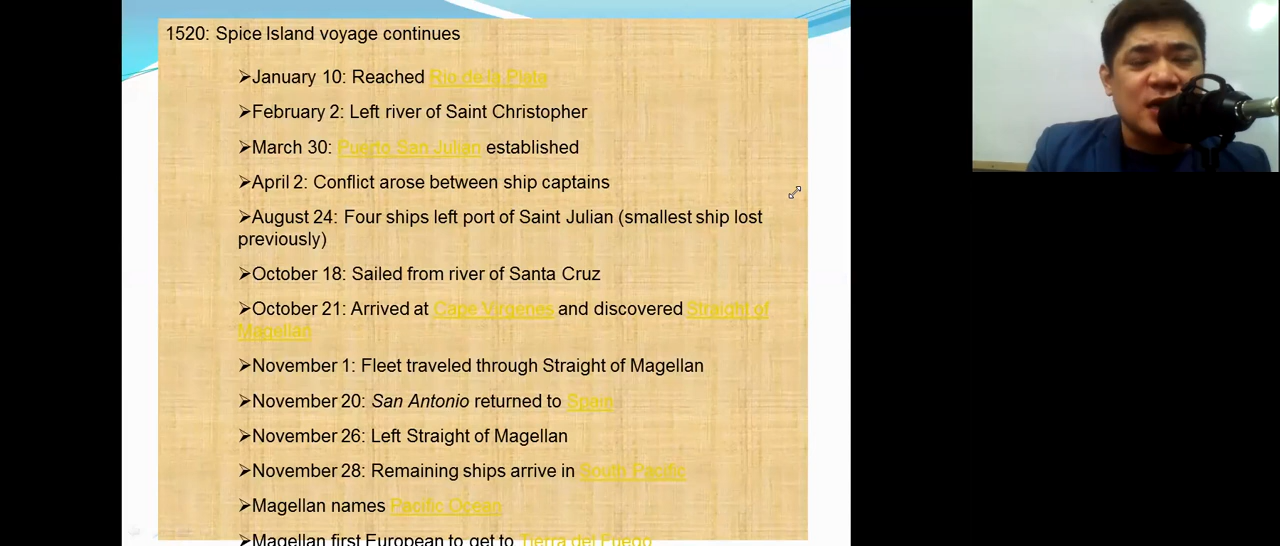 1520: Spice Island voyage continues
➢January 10: Reached Rio de la Plata
➢February 2: Left river of Saint Christopher
➢March 30: Puerto San Julian established
➢April 2: Conflict arose between ship captains
➢August 24: Four ships left port of Saint Julian (smallest ship lost
previously)
➢October 18: Sailed from river of Santa Cruz
➢October 21: Arrived at Cape Virgenes and discovered Straight of
Magellan
➢November 1: Fleet traveled through Straight of Magellan
➢November 20: San Antonio returned to Spain
➢November 26: Left Straight of Magellan
➢November 28: Remaining ships arrive in South Pacific
➢Magellan names Pacific Ocean
➢Magellan first European to get to Tierra del Fuego